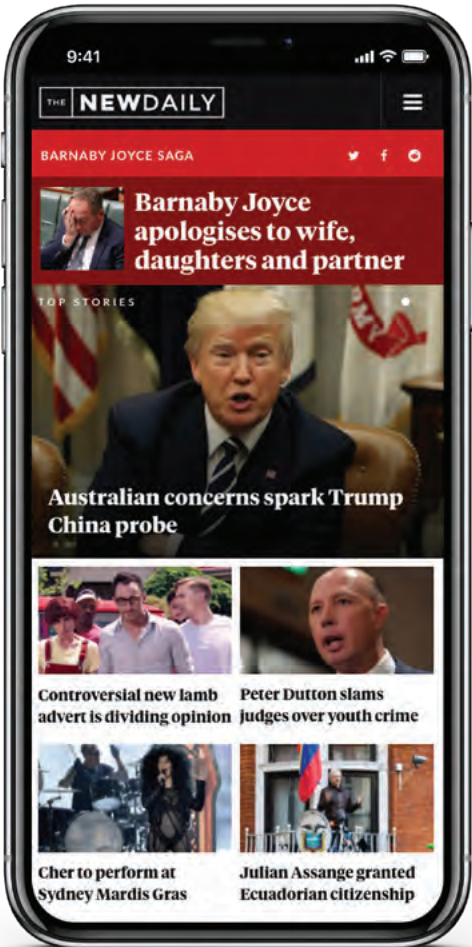 9:41
THE NEWDAILY
BARNABY JOYCE SAGA
Barnaby Joyce
apologises to wife,
daughters and partner
TOP STORIES
Australian concerns spark Trump
China probe
Controversial new lamb
advert is dividing opinion
Peter Dutton slams
judges over youth crime
Cher to perform at
Sydney Mardis Gras
Julian Assange granted
Ecuadorian citizenship